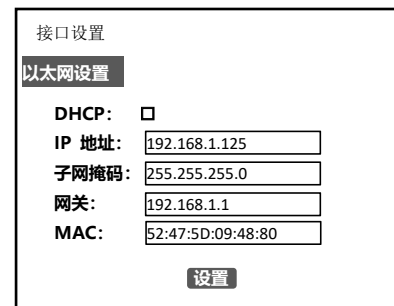 接口设置
以太网设置
DHCP：
IP 地址： 192.168.1.125
子网掩码： 255.255.255.0
网关： 192.168.1.1
MAC： 52:47:5D:09:48:80
设置